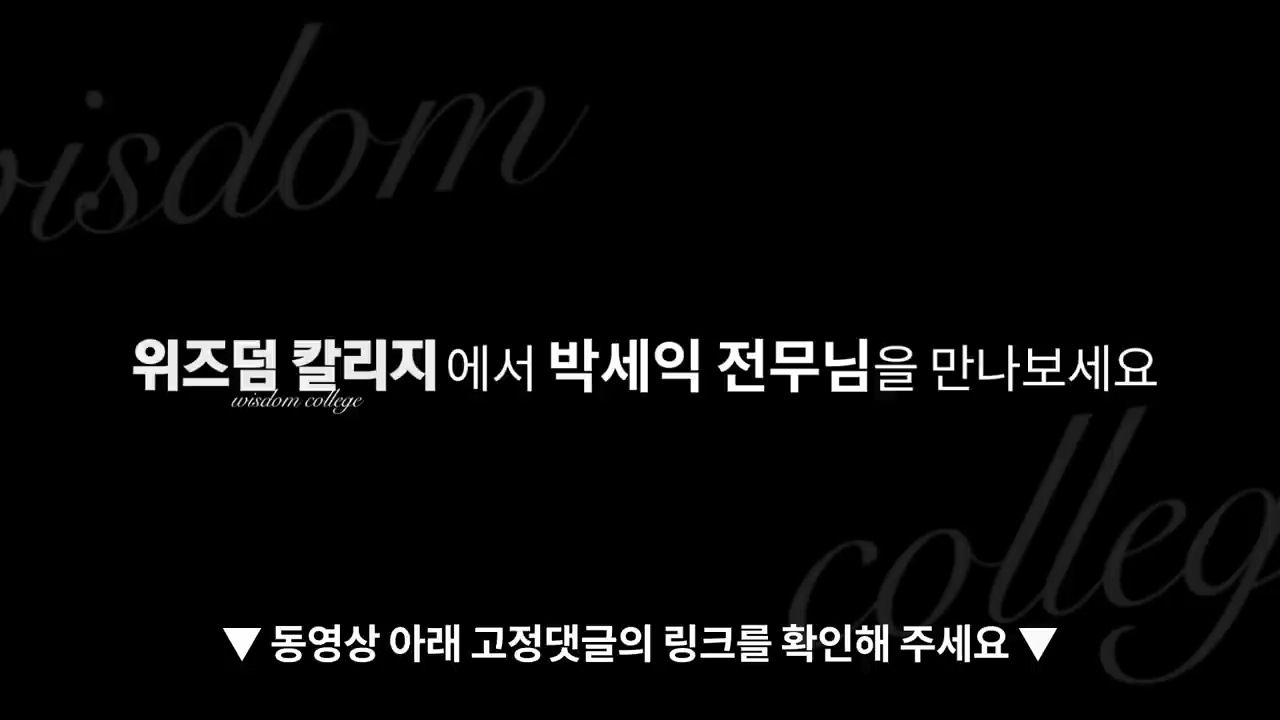 wisdom
위즈덤 칼리지에서 박세익 전무님을 만나보세요
wisdom college
colleg
▼ 동영상 아래 고정댓글의 링크를 확인해 주세요 ▼